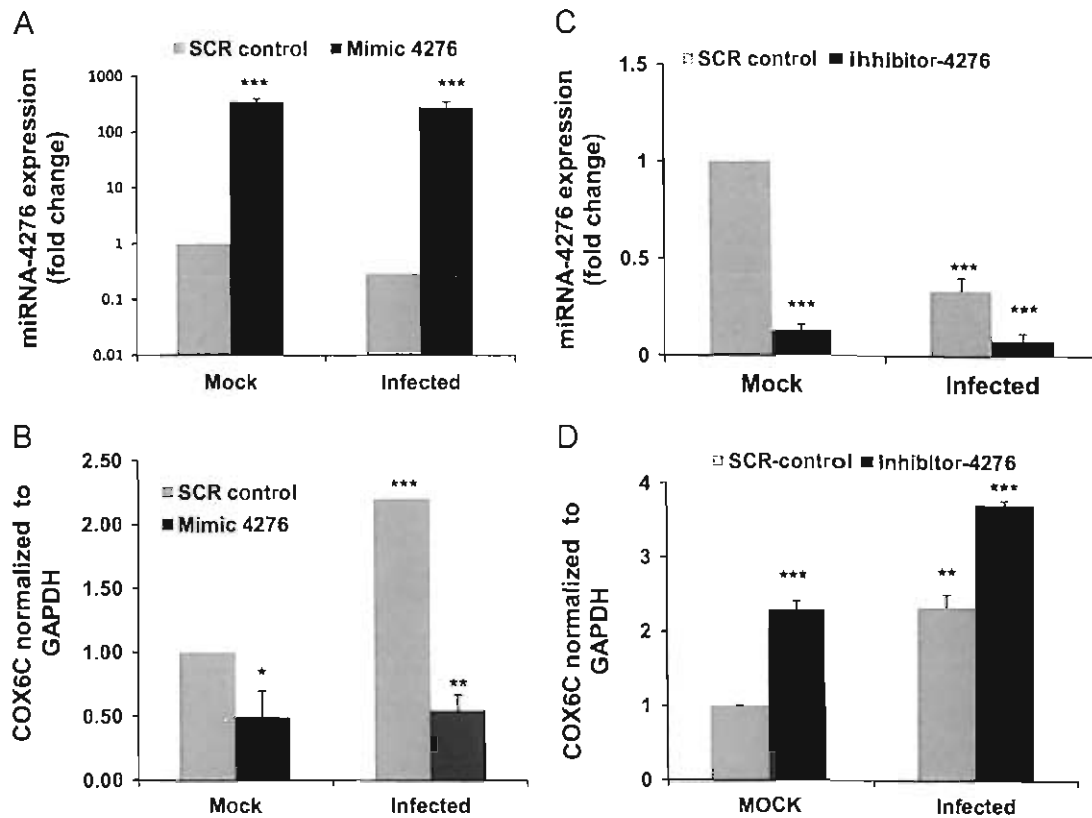 A
SCR control Mimic 4276
miRNA-4276 expression
(fold change)
1000
100
10
1
0.1
0.01
*** ***
Mock Infected
C
SCR control ihhibitor-4276
miRNA-4276 expression
(fold change)
1.5
1
0.5
0
*** *** ***
Mock Infected
B
SCR control
Mimic 4276
COX6C normalized to
GAPDH
2.50
2.00
1.50
1.00
0.50
0.00
* *** **
Mock Infected
D
SCR-control inhibitor-4276
COX6C normalized to
GAPDH
4
3
2
1
0
*** ** ***
MOCK Infected